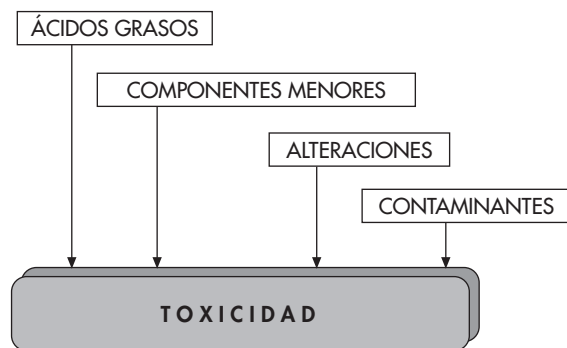 ÁCIDOS GRASOS
COMPONENTES MENORES
ALTERACIONES
CONTAMINANTES
TOXICIDAD